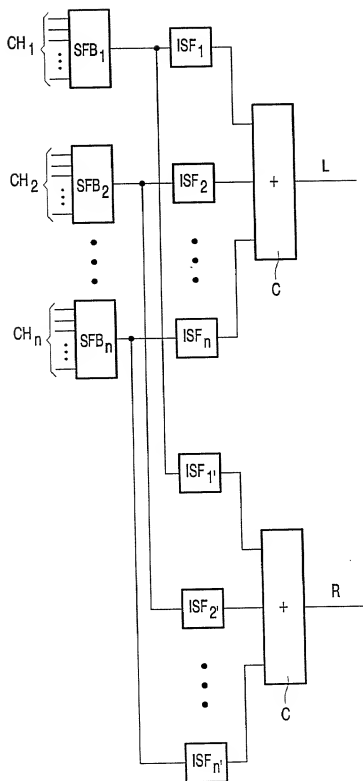 CH1
SFB1
ISF1
CH2
SFB2
ISF2
+
L
C
CHn
SFBn
ISFn
ISF1'
ISF2'
+
R
C
ISFn'